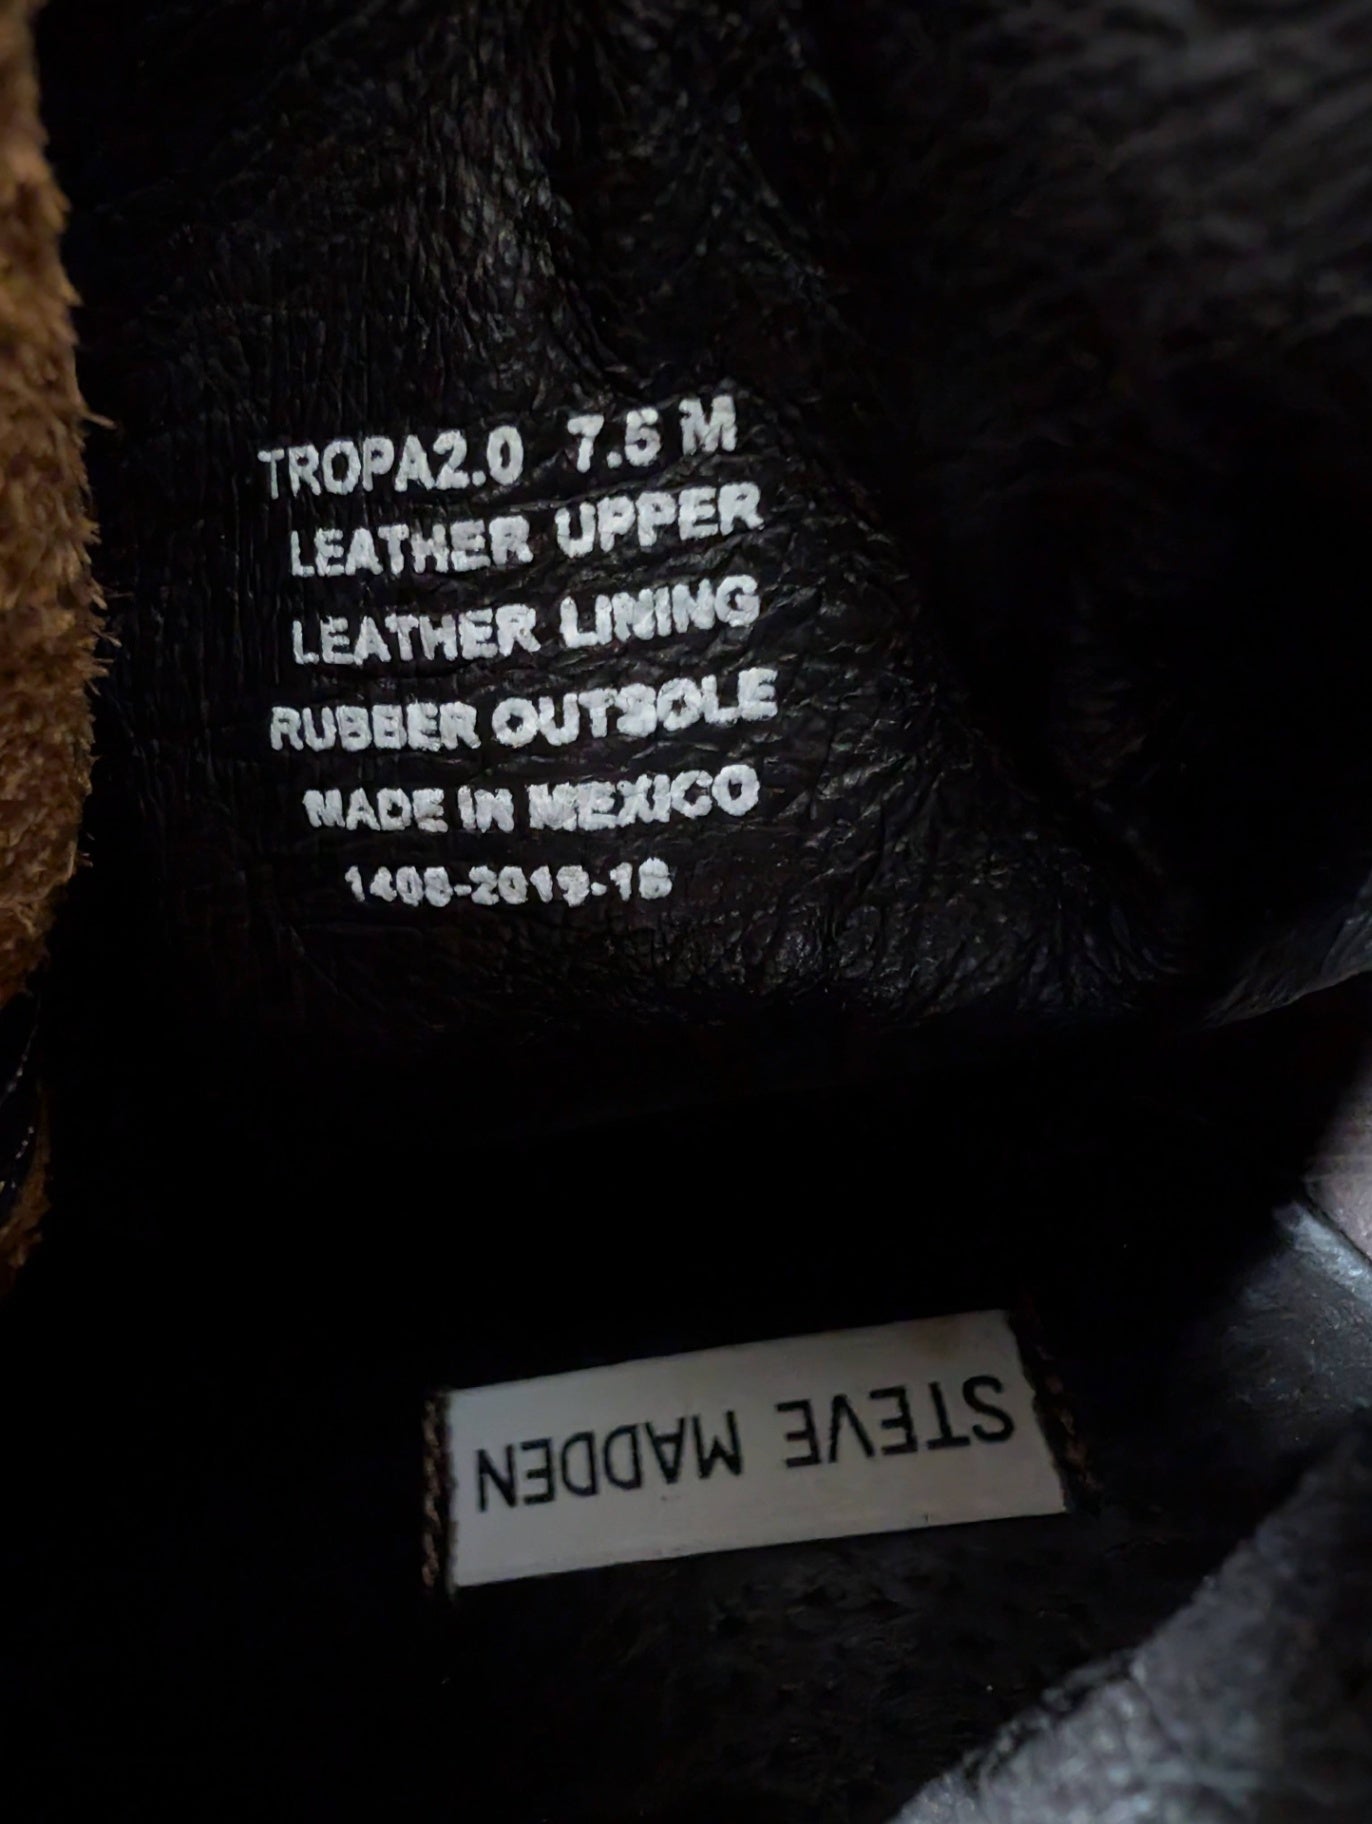 TROPA2.0 7.5 M
LEATHER UPPER
LEATHER LINING
RUBBER OUTSOLE
MADE IN MEXICO
1408-2019-18
STEVE MADDEN